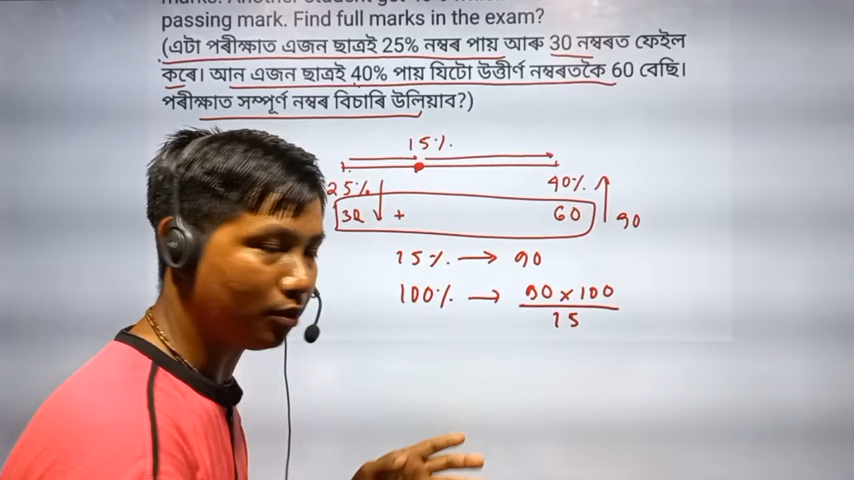 passing mark. Find full marks in the exam?
(এটা পৰীক্ষাত এজন ছাত্ৰই 25% নম্বৰ পায় আৰু 30 নম্বৰত ফেইল
কৰে। আন এজন ছাত্ৰই 40% পায় যিটো উত্তীৰ্ণ নম্বৰতকৈ 60 বেছি।
পৰীক্ষাত সম্পূৰ্ণ নম্বৰ বিচাৰি উলিয়াব?)
15%
25% 40%
30 + 60 90
15% → 90
100% → 90 x 100
15